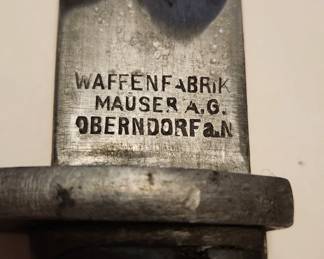 WAFFENFABRIK
MAUSER A.G.
OBERNDORF a.N